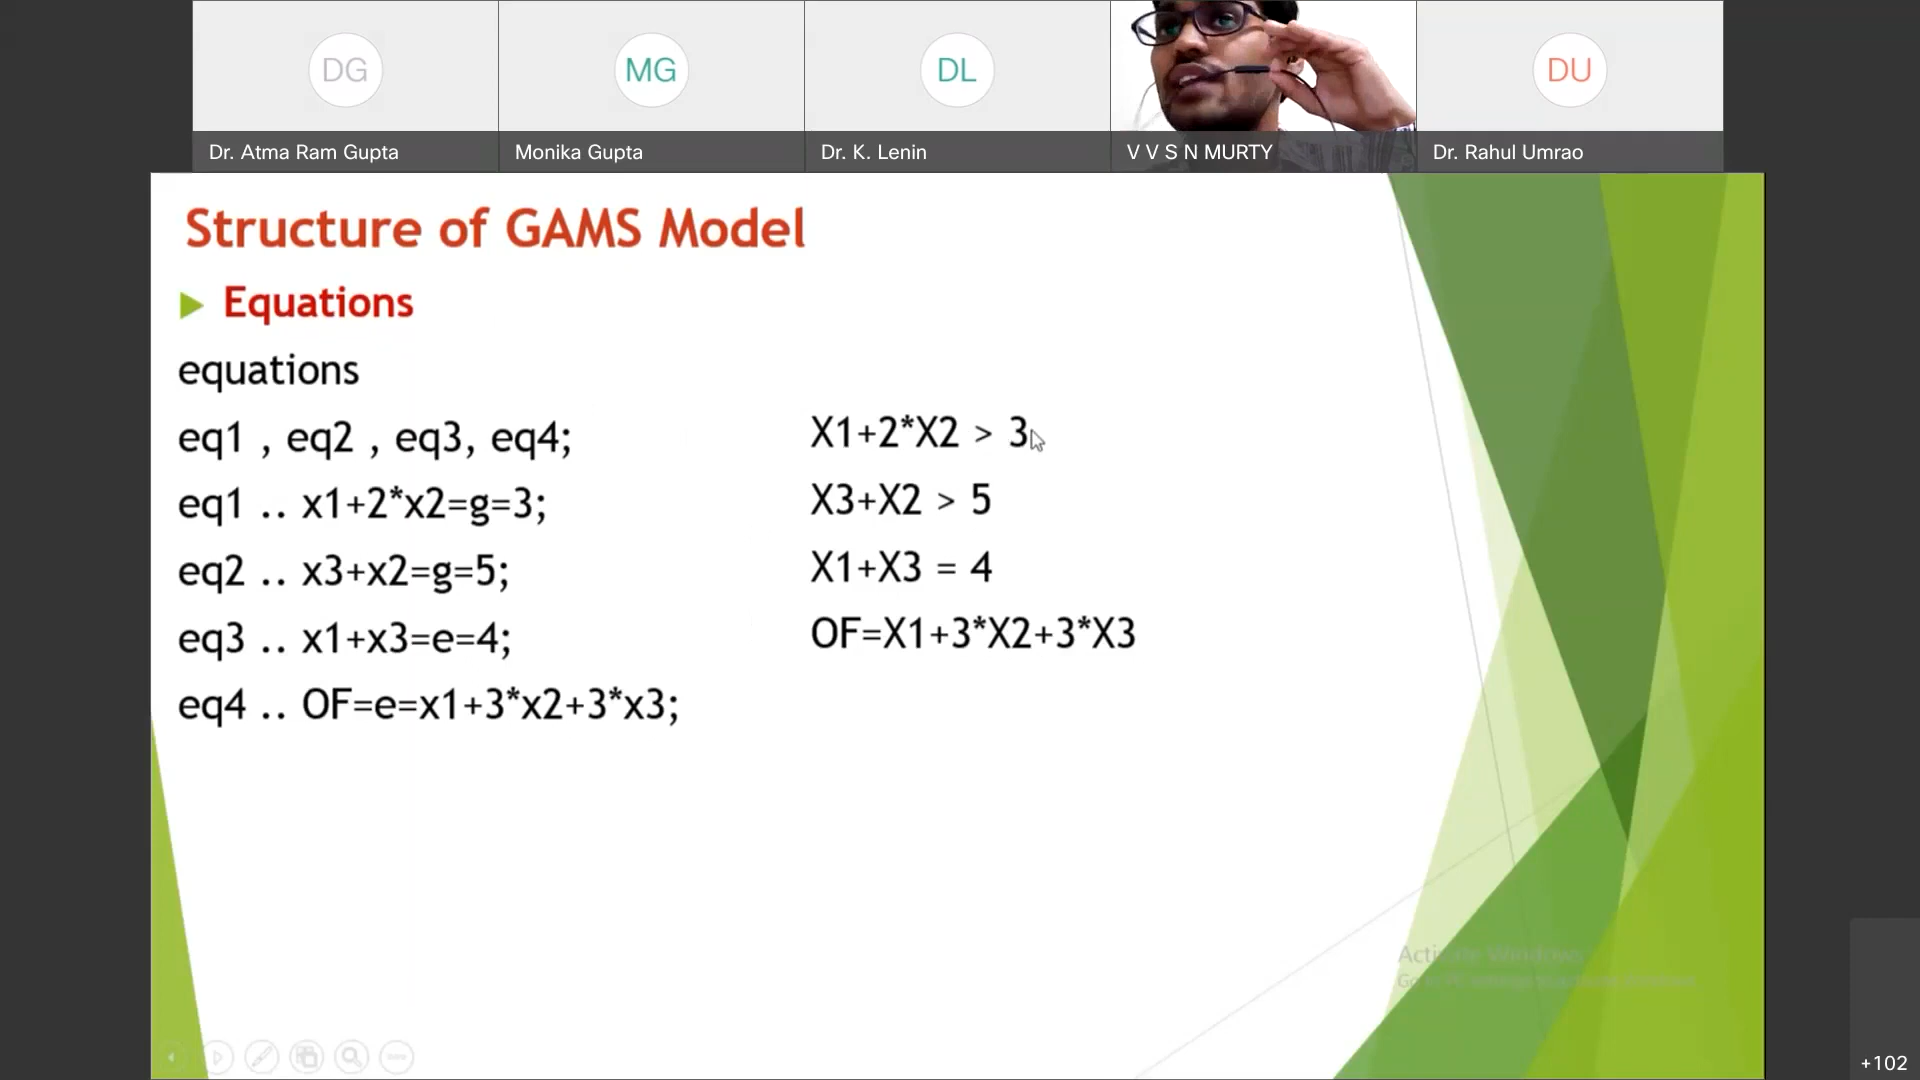 DG
MG
DL
DU
Dr. Atma Ram Gupta
Monika Gupta
Dr. K. Lenin
V V S N MURTY
Dr. Rahul Umrao
Structure of GAMS Model
Equations
equations
eq1 , eq2 , eq3, eq4;
eq1 .. x1+2*x2=g=3;
eq2 .. x3+x2=g=5;
eq3 .. x1+x3=e=4;
eq4 .. OF=e=x1+3*x2+3*x3;
X1+2*X2 > 3
X3+X2 > 5
X1+X3 = 4
OF=X1+3*X2+3*X3
Activate Windows
+102